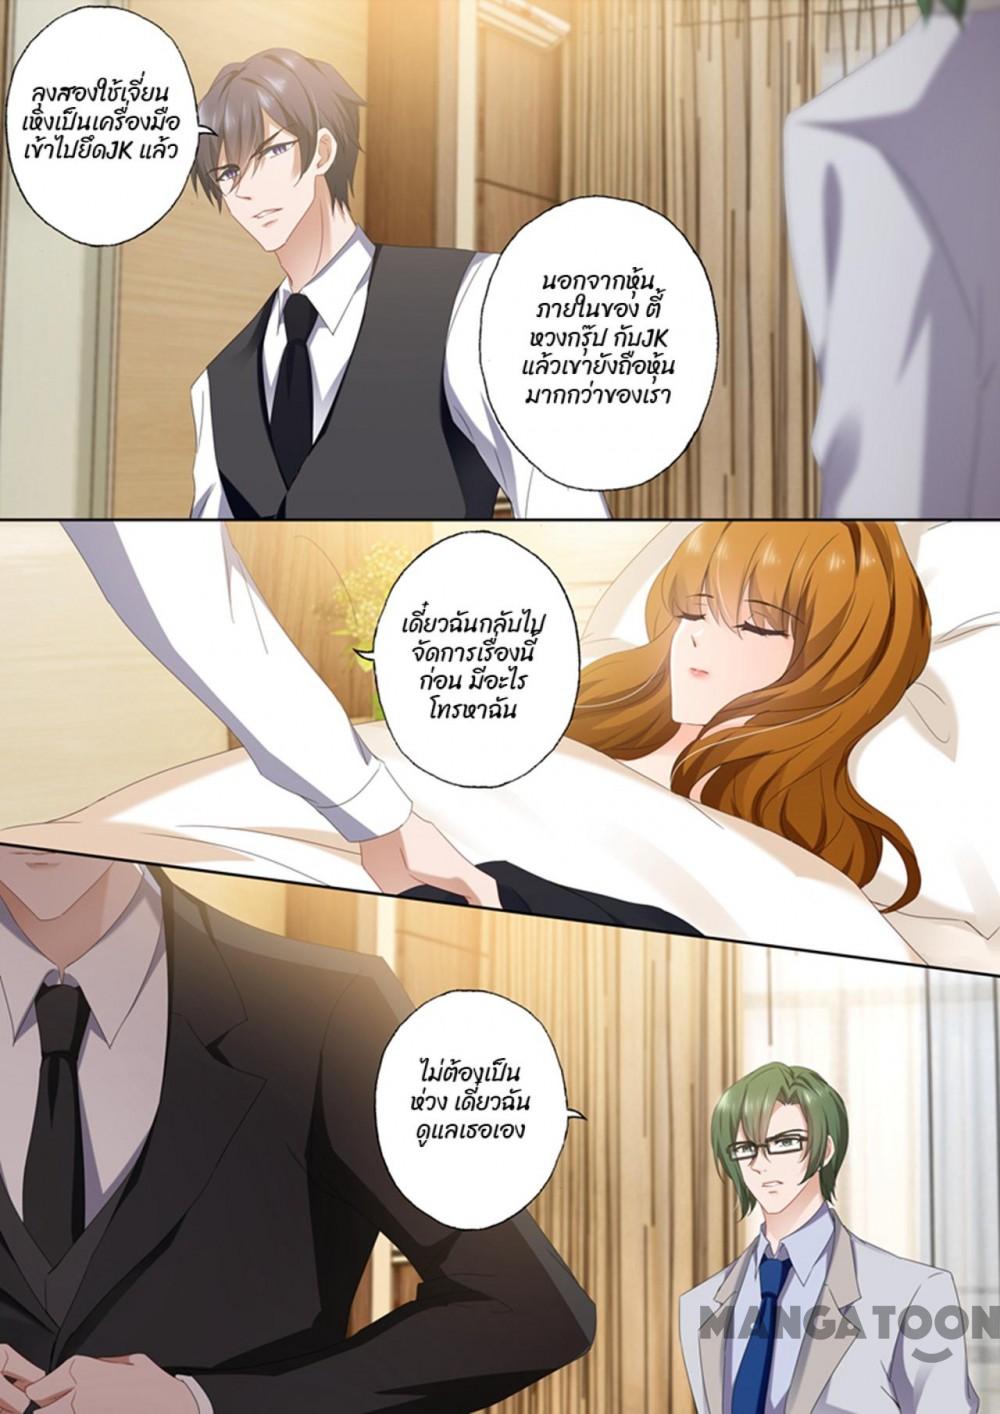 ลุงสองใช้เจี่ยน
เหิงเป็นเครื่องมือ
เข้าไปยึดJK แล้ว
นอกจากหุ้น
ภายในของ ตี้
หวงกรุ๊ป กับJK
แล้วเขายังถือหุ้น
มากกว่าของเรา
เดี๋ยวฉันกลับไป
จัดการเรื่องนี้
ก่อน มีอะไร
โทรหาฉัน
ไม่ต้องเป็น
ห่วง เดี๋ยวฉัน
ดูแลเธอเอง
MANGATOON